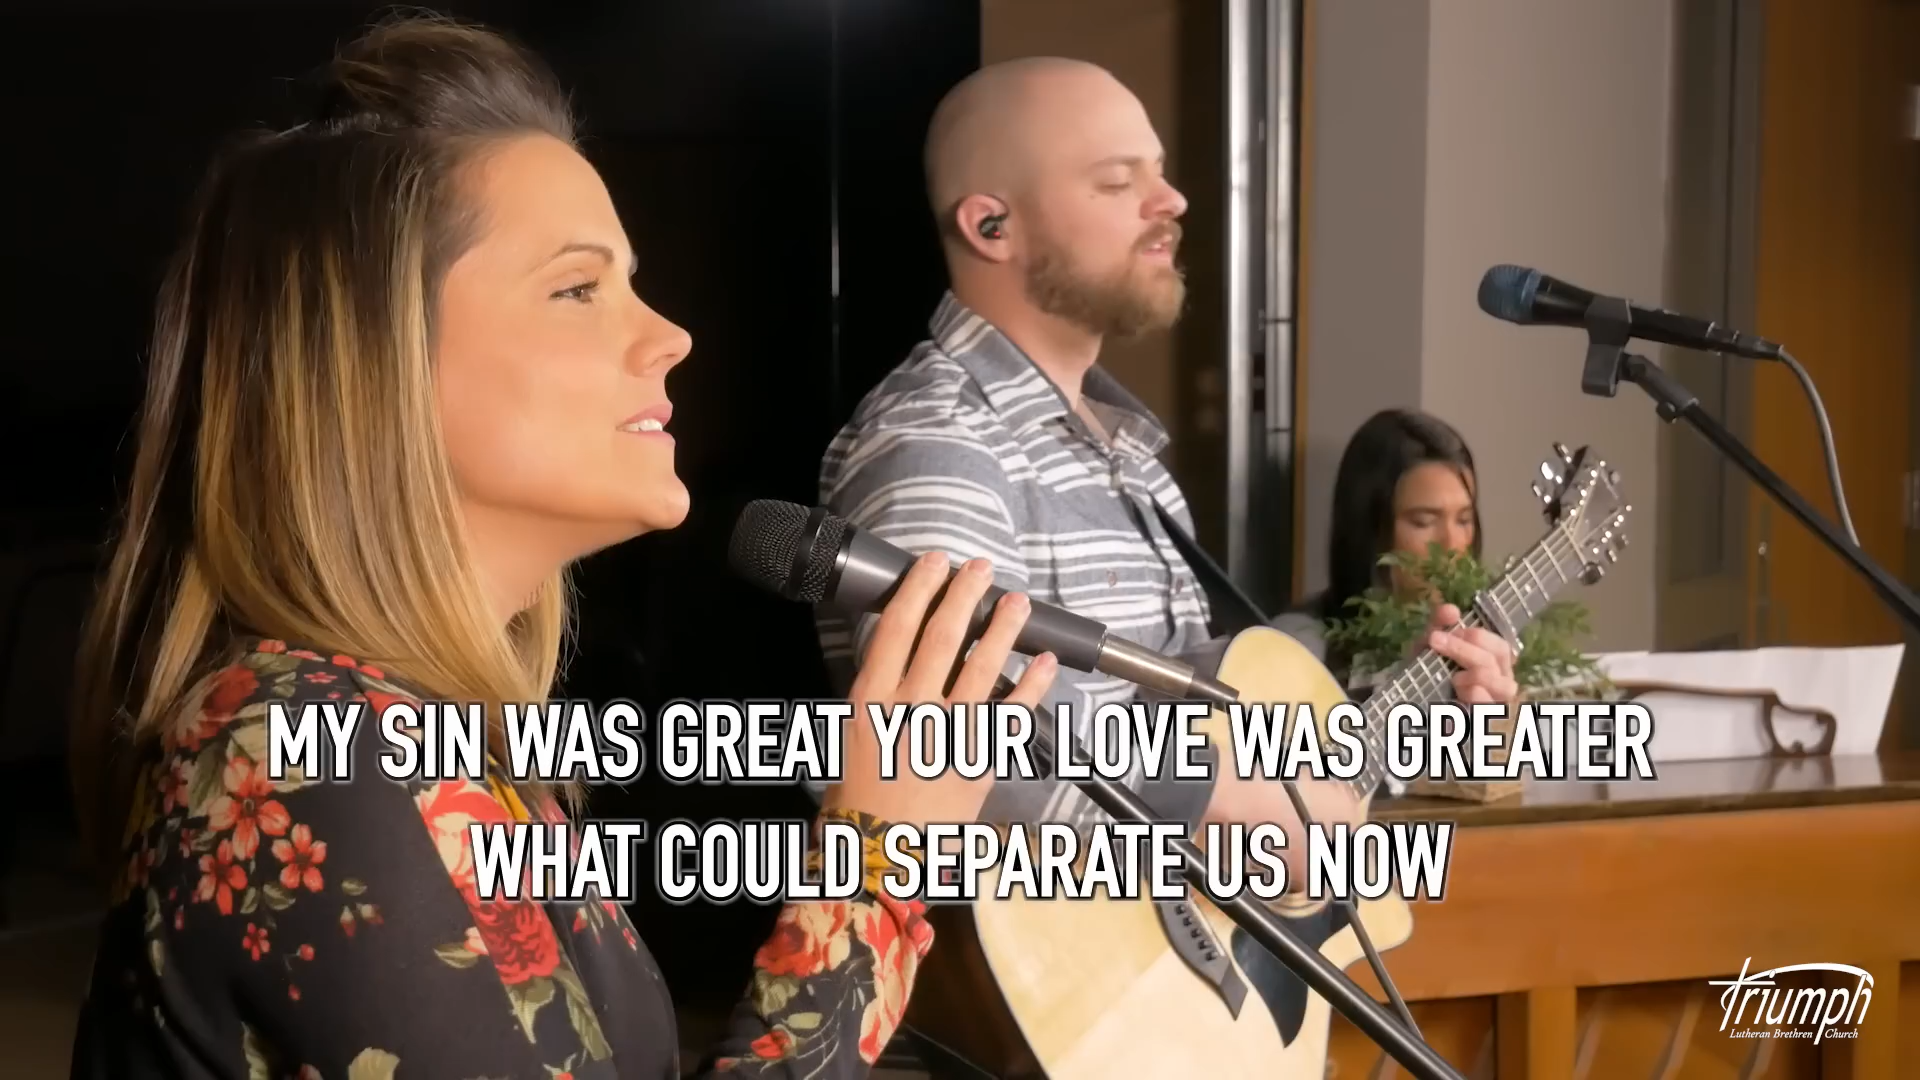 MY SIN WAS GREAT YOUR LOVE WAS GREATER
WHAT COULD SEPARATE US NOW
Triumph
Lutheran Brethren Church